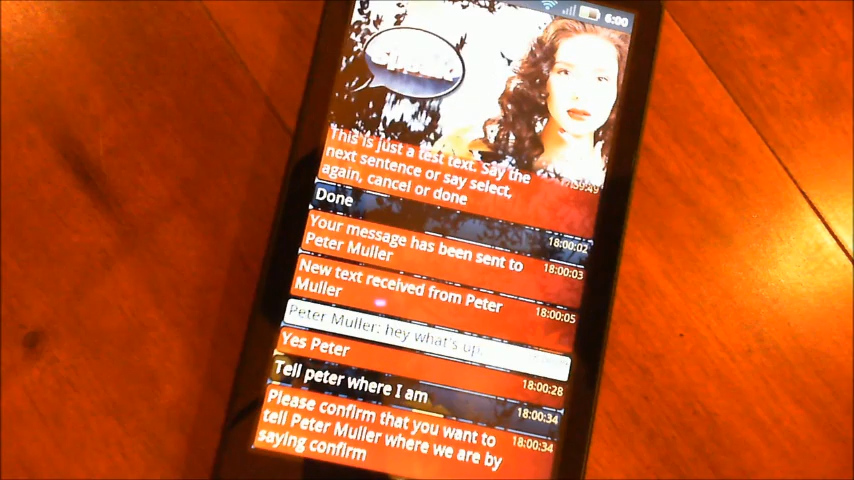 6:00
This is just a test text. Say the
next sentence or say select,
again, cancel or done
Done
18:00:02
Your message has been sent to
Peter Muller
18:00:03
New text received from Peter
Muller
18:00:05
Peter Muller: hey what's up.
Yes Peter
18:00:28
Tell peter where I am
18:00:34
Please confirm that you want to
tell Peter Muller where we are by
saying confirm
18:00:34